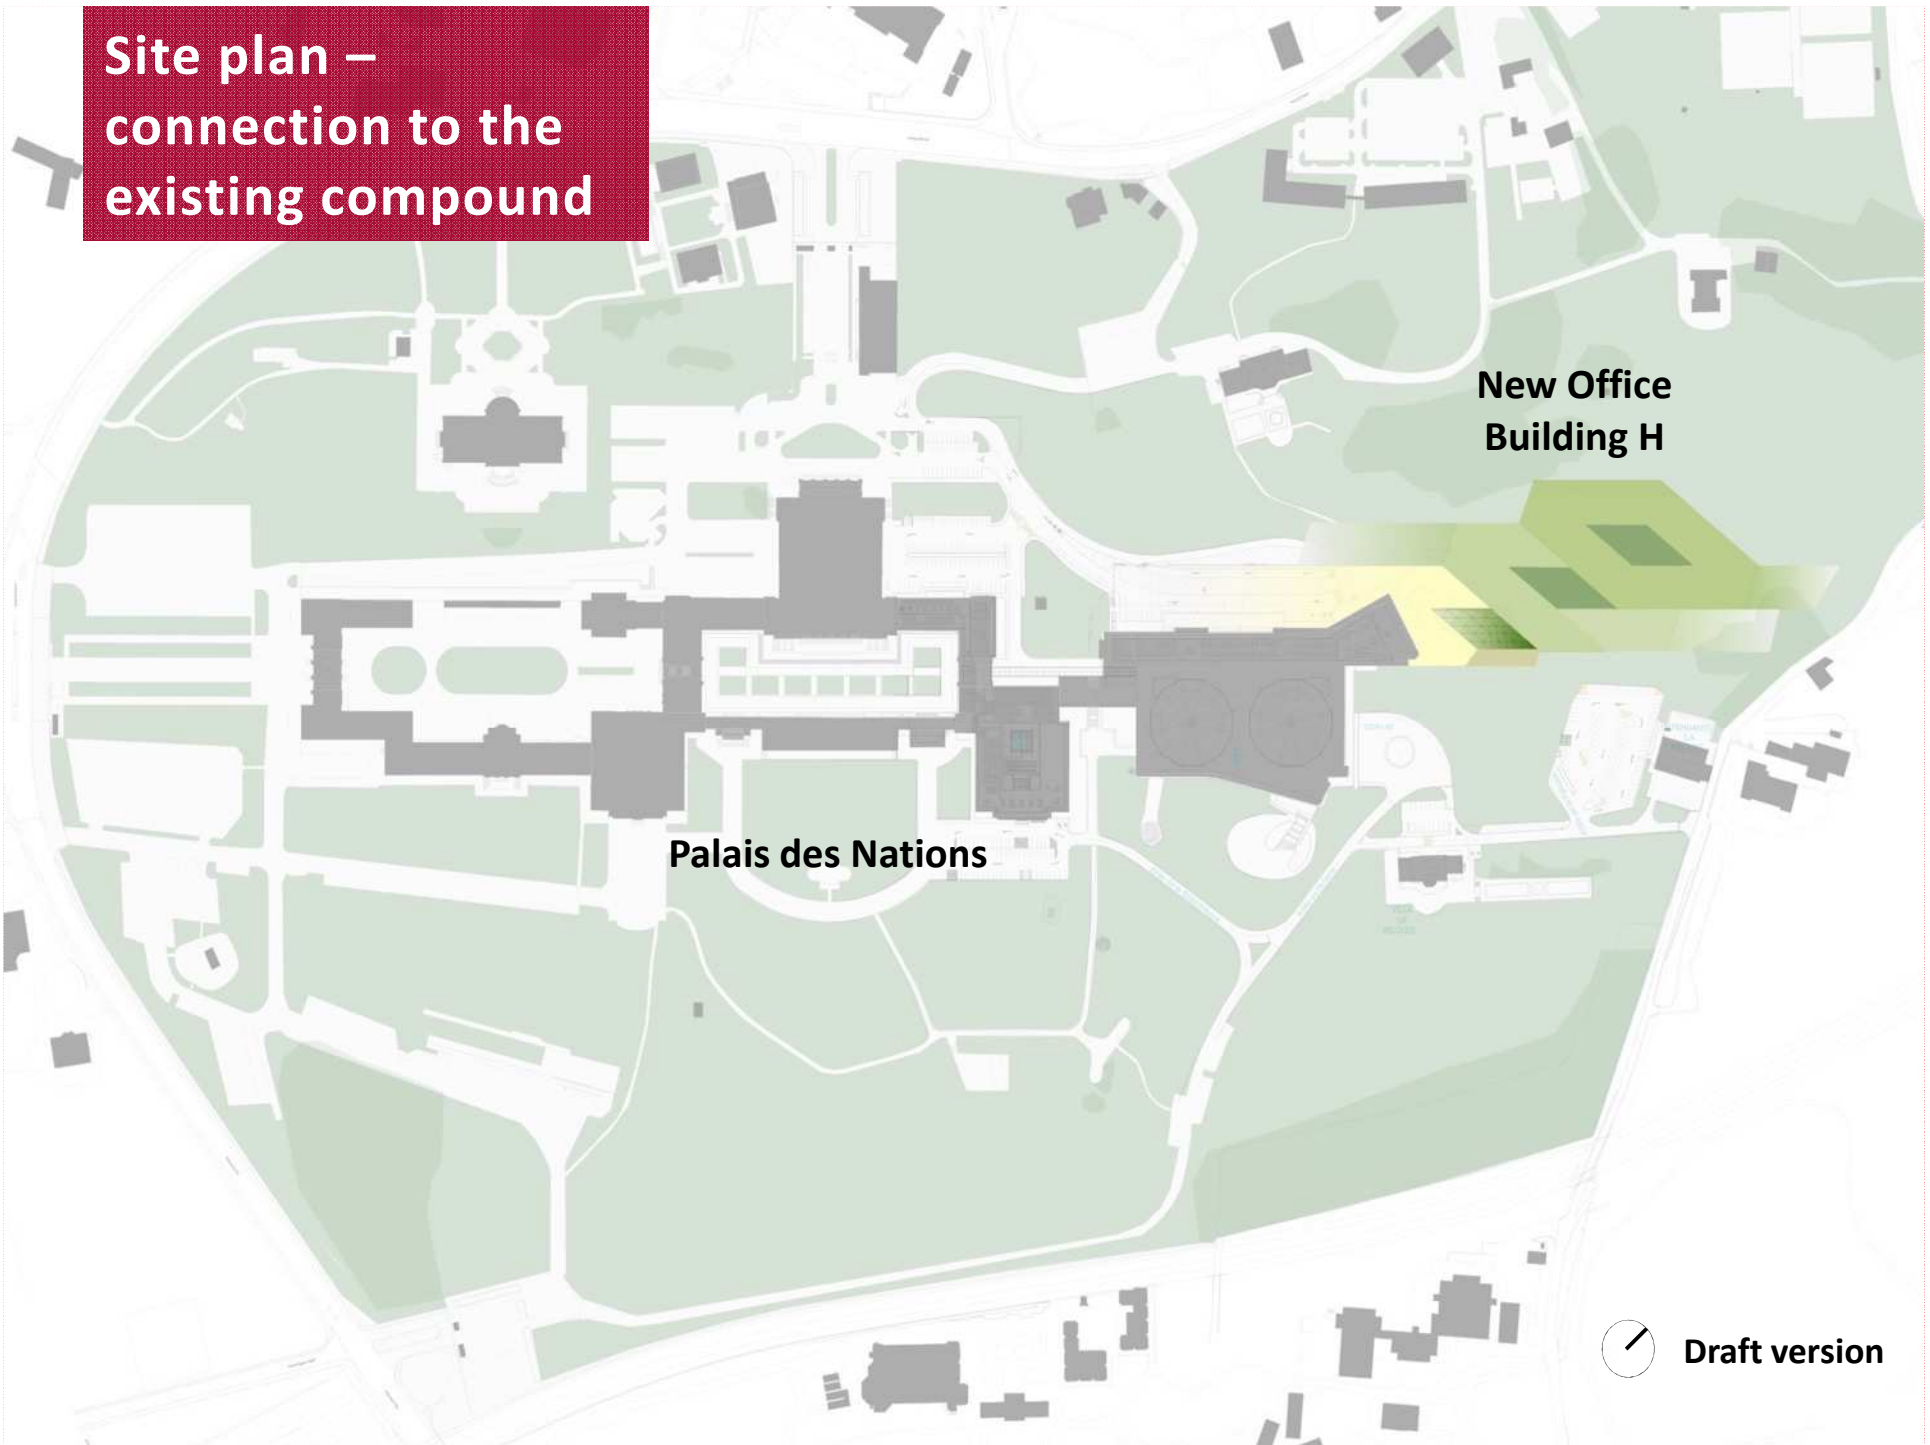 Site plan –
connection to the
existing compound
New Office
Building H
Palais des Nations
Draft version